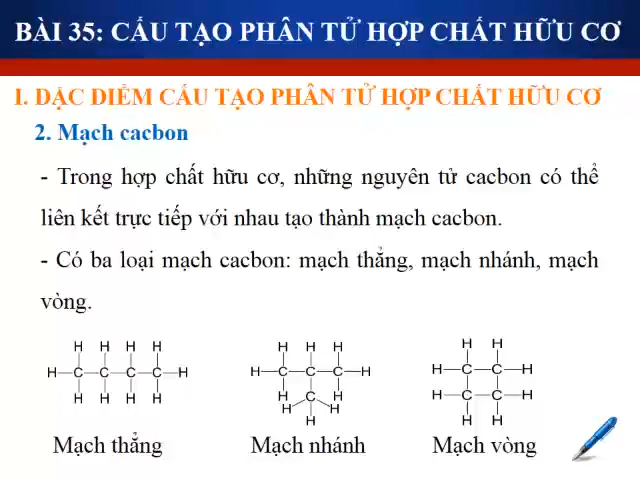 BÀI 35: CẤU TẠO PHÂN TỬ HỢP CHẤT HỮU CƠ
I. ĐẶC ĐIỂM CẤU TẠO PHÂN TỬ HỢP CHẤT HỮU CƠ
2. Mạch cacbon
- Trong hợp chất hữu cơ, những nguyên tử cacbon có thể
liên kết trực tiếp với nhau tạo thành mạch cacbon.
- Có ba loại mạch cacbon: mạch thẳng, mạch nhánh, mạch
vòng.
H H H H
H C C C C H
H H H H
H H H
H C C C H
H C H
H H
H
H H
H C C H
H C C H
H H
Mạch thẳng
Mạch nhánh
Mạch vòng